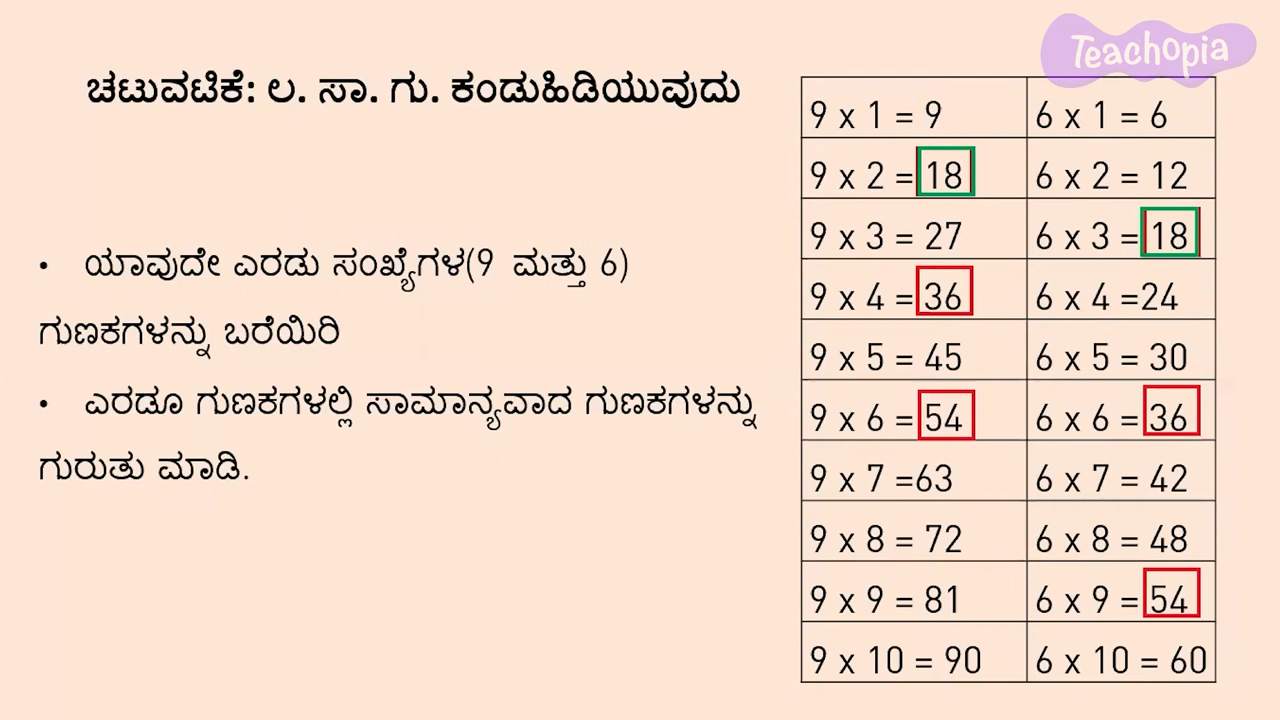 Teachopia
ಚಟುವಟಿಕೆ: ಲ. ಸಾ. ಗು. ಕಂಡುಹಿಡಿಯುವುದು
• ಯಾವುದೇ ಎರಡು ಸಂಖ್ಯೆಗಳ(9 ಮತ್ತು 6)
ಗುಣಕಗಳನ್ನು ಬರೆಯಿರಿ
• ಎರಡೂ ಗುಣಕಗಳಲ್ಲಿ ಸಾಮಾನ್ಯವಾದ ಗುಣಕಗಳನ್ನು
ಗುರುತು ಮಾಡಿ.
9 x 1 = 9 6 x 1 = 6
9 x 2 = 18 6 x 2 = 12
9 x 3 = 27 6 x 3 = 18
9 x 4 = 36 6 x 4 =24
9 x 5 = 45 6 x 5 = 30
9 x 6 = 54 6 x 6 = 36
9 x 7 =63 6 x 7 = 42
9 x 8 = 72 6 x 8 = 48
9 x 9 = 81 6 x 9 = 54
9 x 10 = 90 6 x 10 = 60